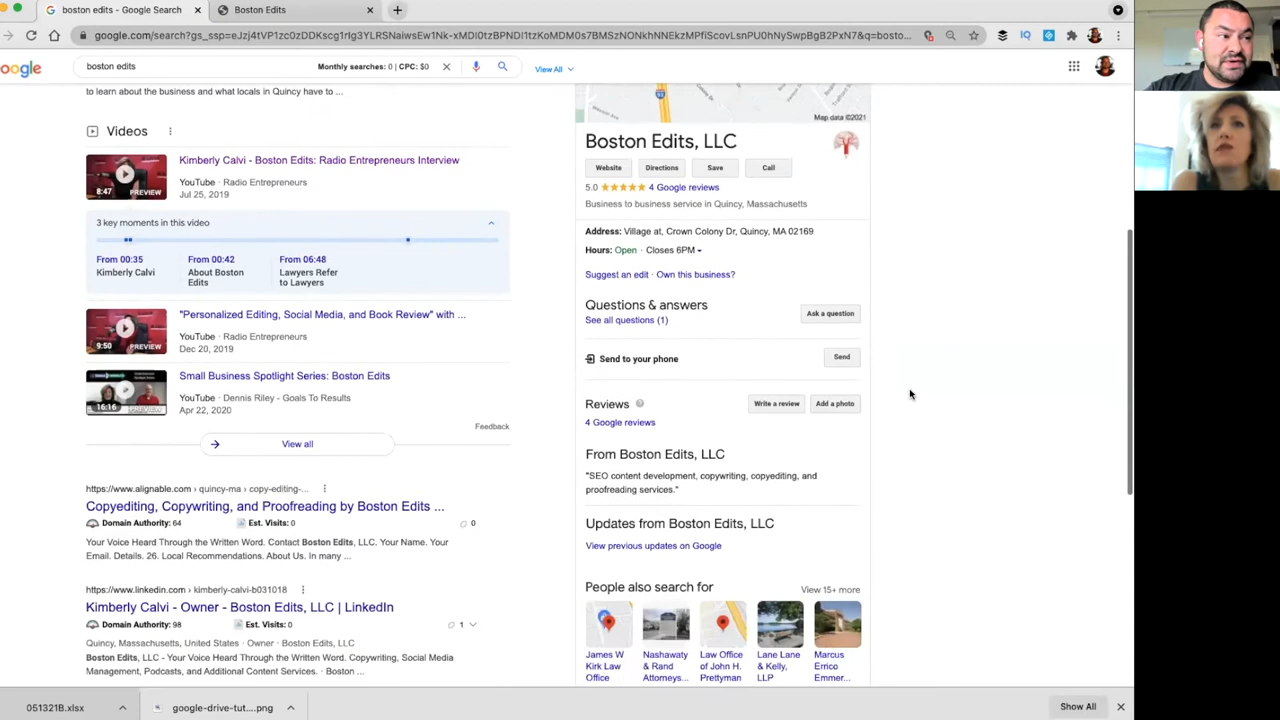 boston edits - Google Search
Boston Edits
google.com/search?gs_ssp=
boston edits
Monthly searches: 0 | CPC: $0
View All
to learn about the business and what locals in Quincy have to ...
Videos
Kimberly Calvi - Boston Edits: Radio Entrepreneurs Interview
YouTube · Radio Entrepreneurs
Jul 25, 2019
8:47
PREVIEW
3 key moments in this video
From 00:35
Kimberly Calvi
From 00:42
About Boston
Edits
From 06:48
Lawyers Refer
to Lawyers
"Personalized Editing, Social Media, and Book Review" with ...
YouTube · Radio Entrepreneurs
Dec 20, 2019
9:50
PREVIEW
Small Business Spotlight Series: Boston Edits
YouTube · Dennis Riley - Goals To Results
Apr 22, 2020
16:16
PREVIEW
Feedback
View all
https://www.alignable.com › quincy-ma › copy-editing-...
Copyediting, Copywriting, and Proofreading by Boston Edits ...
Domain Authority: 64
Est. Visits: 0
0
Your Voice Heard Through the Written Word. Contact Boston Edits, LLC. Your Name. Your
Email. Details. 26. Local Recommendations. About Us. In many ...
https://www.linkedin.com › kimberly-calvi-b031018
Kimberly Calvi - Owner - Boston Edits, LLC | LinkedIn
Domain Authority: 98
Est. Visits: 0
1
Quincy, Massachusetts, United States · Owner · Boston Edits, LLC
Boston Edits, LLC - Your Voice Heard Through the Written Word. Copywriting, Social Media
Management, Podcasts, and Additional Content Services. · Boston ...
Map data ©2021
Boston Edits, LLC
Website
Directions
Save
Call
5.0
4 Google reviews
Business to business service in Quincy, Massachusetts
Address: Village at, Crown Colony Dr, Quincy, MA 02169
Hours: Open · Closes 6PM
Suggest an edit · Own this business?
Questions & answers
See all questions (1)
Ask a question
Send to your phone
Send
Reviews
Write a review
Add a photo
4 Google reviews
From Boston Edits, LLC
"SEO content development, copywriting, copyediting, and
proofreading services."
Updates from Boston Edits, LLC
View previous updates on Google
People also search for
View 15+ more
James W
Kirk Law
Office
Nashawaty
& Rand
Attorneys...
Law Office
of John H.
Prettyman
Lane Lane
& Kelly,
LLP
Marcus
Errico
Emmer...
051321B.xlsx
google-drive-tut....png
Show All